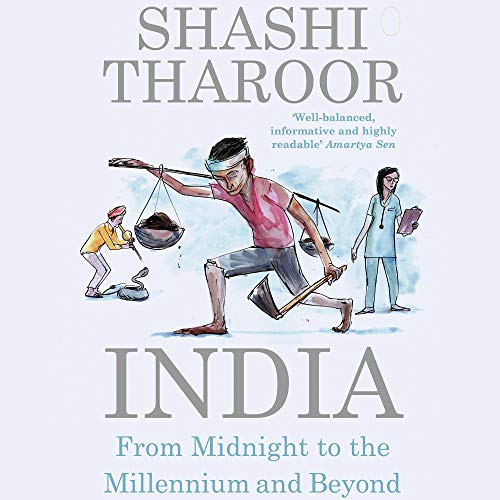 SHASHI
THAROOR
‘Well-balanced,
informative and highly
readable’ Amartya Sen
INDIA
From Midnight to the
Millennium and Beyond